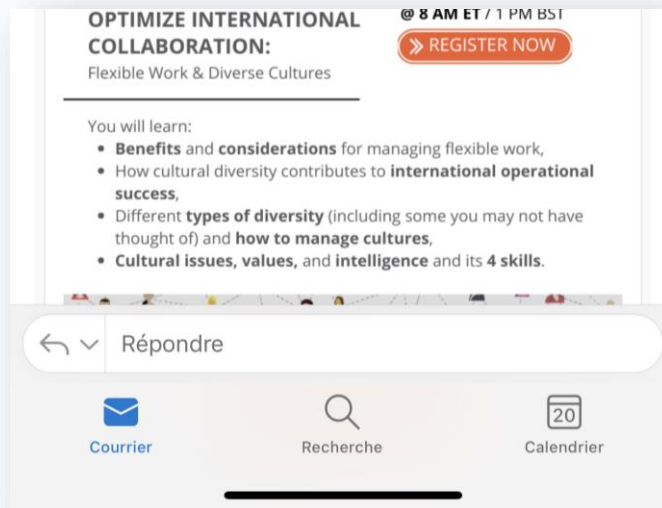 OPTIMIZE INTERNATIONAL
COLLABORATION:
Flexible Work & Diverse Cultures
@ 8 AM ET / 1 PM BST
REGISTER NOW
You will learn:
• Benefits and considerations for managing flexible work,
• How cultural diversity contributes to international operational
success,
• Different types of diversity (including some you may not have
thought of) and how to manage cultures,
• Cultural issues, values, and intelligence and its 4 skills.
Répondre
20
Courrier
Recherche
Calendrier